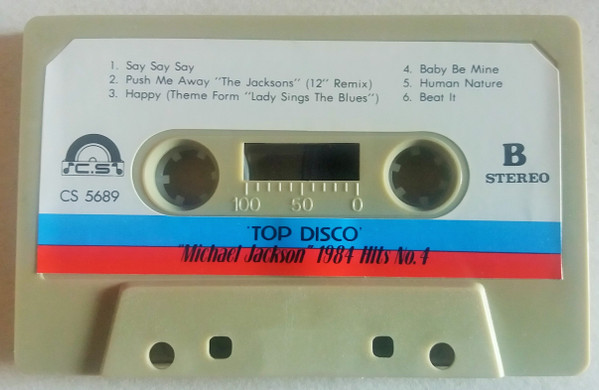 1. Say Say Say
2. Push Me Away "The Jacksons" (12" Remix)
3. Happy (Theme Form "Lady Sings The Blues")
4. Baby Be Mine
5. Human Nature
6. Beat It
C.S
CS 5689
B
STEREO
100 50 0
'TOP DISCO'
"Michael Jackson" 1984 Hits No.4